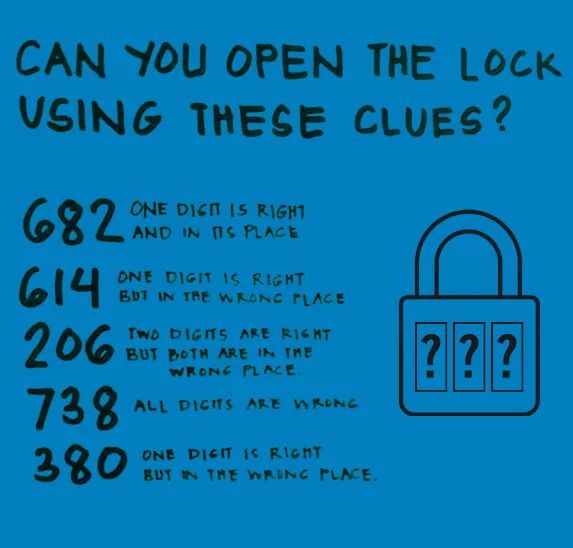 CAN YOU OPEN THE LOCK
USING THESE CLUES?
682 ONE DIGIT IS RIGHT
AND IN ITS PLACE
614 ONE DIGIT IS RIGHT
BUT IN THE WRONG PLACE
206 TWO DIGITS ARE RIGHT
BUT BOTH ARE IN THE
WRONG PLACE.
738 ALL DIGITS ARE WRONG
380 ONE DIGIT IS RIGHT
BUT IN THE WRONG PLACE.
? ? ?